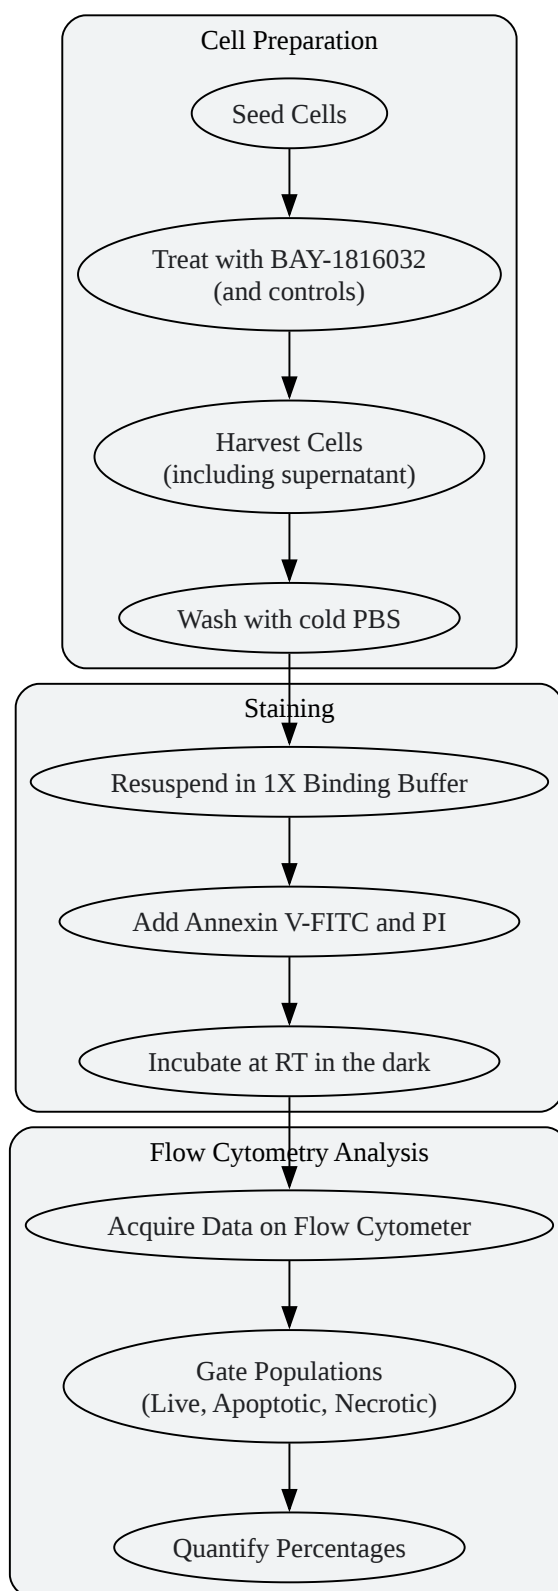 Cell Preparation
Seed Cells
Treat with BAY-1816032
(and controls)
Harvest Cells
(including supernatant)
Wash with cold PBS
Staining
Resuspend in 1X Binding Buffer
Add Annexin V-FITC and PI
Incubate at RT in the dark
Flow Cytometry Analysis
Acquire Data on Flow Cytometer
Gate Populations
(Live, Apoptotic, Necrotic)
Quantify Percentages